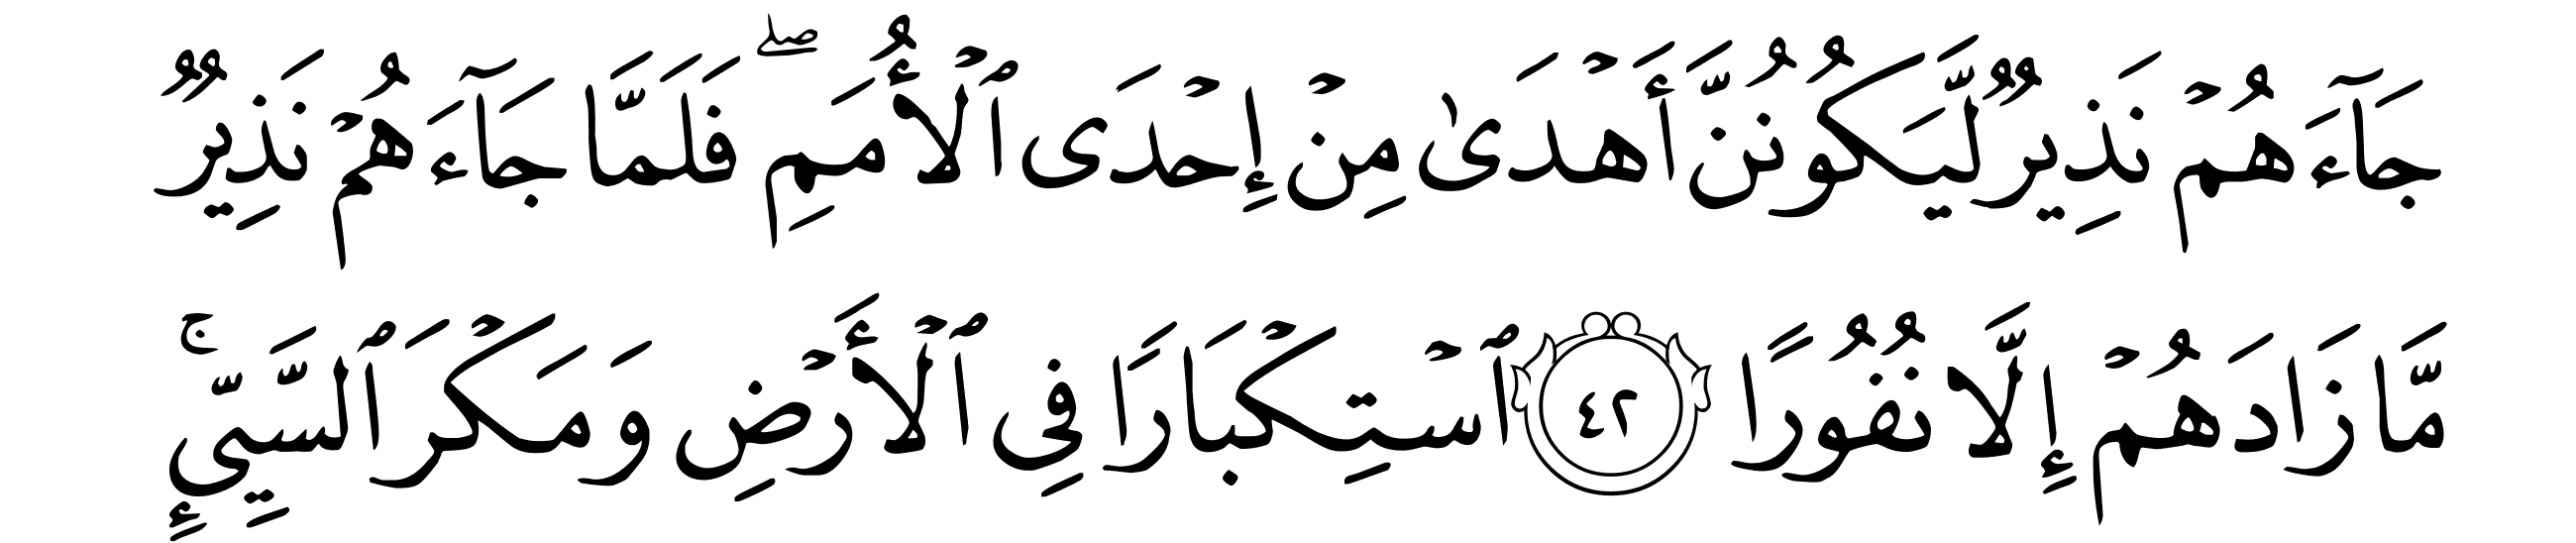 جَآءَهُمْ نَذِيرٌ لَّيَكُونُنَّ أَهْدَىٰ مِنْ إِحْدَى ٱلْأُمَمِ ۖ فَلَمَّا جَآءَهُمْ نَذِيرٌ
مَّا زَادَهُمْ إِلَّا نُفُورًا ٤٢ ٱسْتِكْبَارًا فِى ٱلْأَرْضِ وَمَكْرَ ٱلسَّيِّئِ ۚ